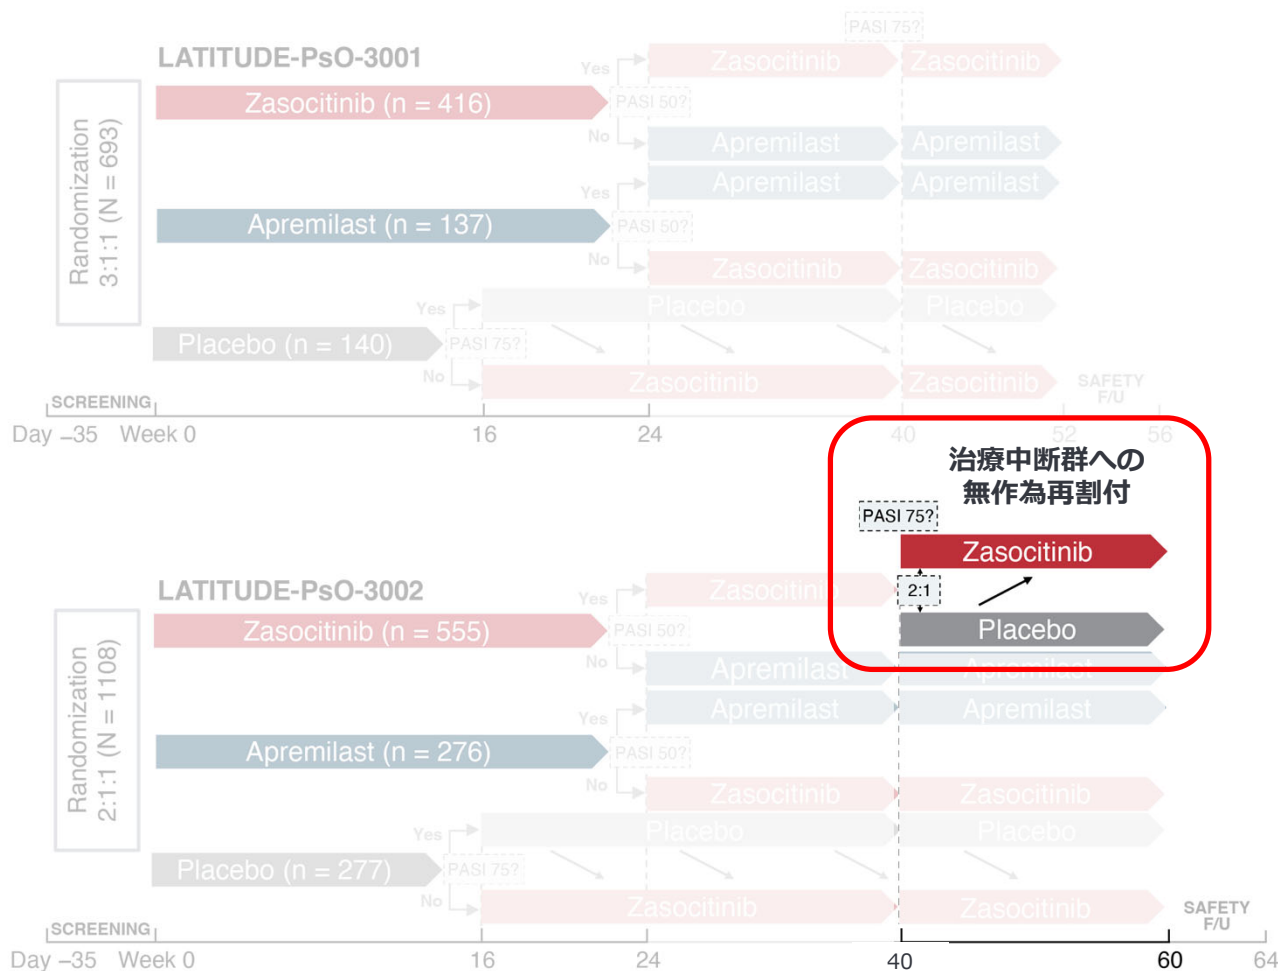 PASI 75?
LATITUDE-PsO-3001
Yes
Zasocitinib
Zasocitinib
Zasocitinib (n = 416)
PASI 50?
No
Apremilast
Apremilast
Randomization
3:1:1 (N = 693)
Yes
Apremilast
Apremilast
Apremilast (n = 137)
PASI 50?
No
Zasocitinib
Zasocitinib
Yes
Placebo
Placebo
Placebo (n = 140)
PASI 75?
No
Zasocitinib
Zasocitinib
SAFETY
F/U
SCREENING
Day –35
Week 0
16
24
40
52
56
治療中断群への
無作為再割付
PASI 75?
Zasocitinib
2:1
Placebo
LATITUDE-PsO-3002
Yes
Zasocitinib
Zasocitinib (n = 555)
PASI 50?
No
Apremilast
Apremilast
Randomization
2:1:1 (N = 1108)
Yes
Apremilast
Apremilast
Apremilast (n = 276)
PASI 50?
No
Zasocitinib
Zasocitinib
Yes
Placebo
Placebo
Placebo (n = 277)
PASI 75?
No
Zasocitinib
Zasocitinib
SAFETY
F/U
SCREENING
Day –35
Week 0
16
24
40
60
64